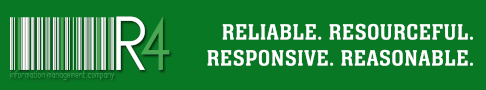 R4
information management company
RELIABLE. RESOURCEFUL.
RESPONSIVE. REASONABLE.